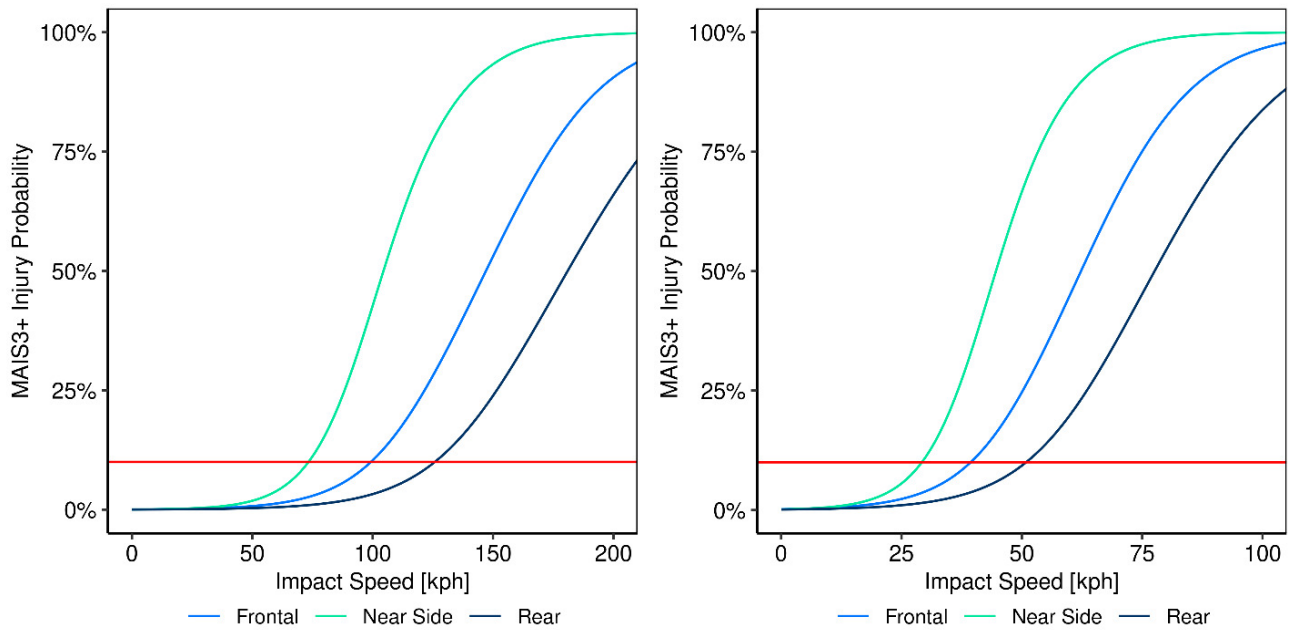 100%
75%
50%
25%
0%
MAIS3+ Injury Probability
0 50 100 150 200
Impact Speed [kph]
Frontal Near Side Rear
100%
75%
50%
25%
0%
MAIS3+ Injury Probability
0 25 50 75 100
Impact Speed [kph]
Frontal Near Side Rear